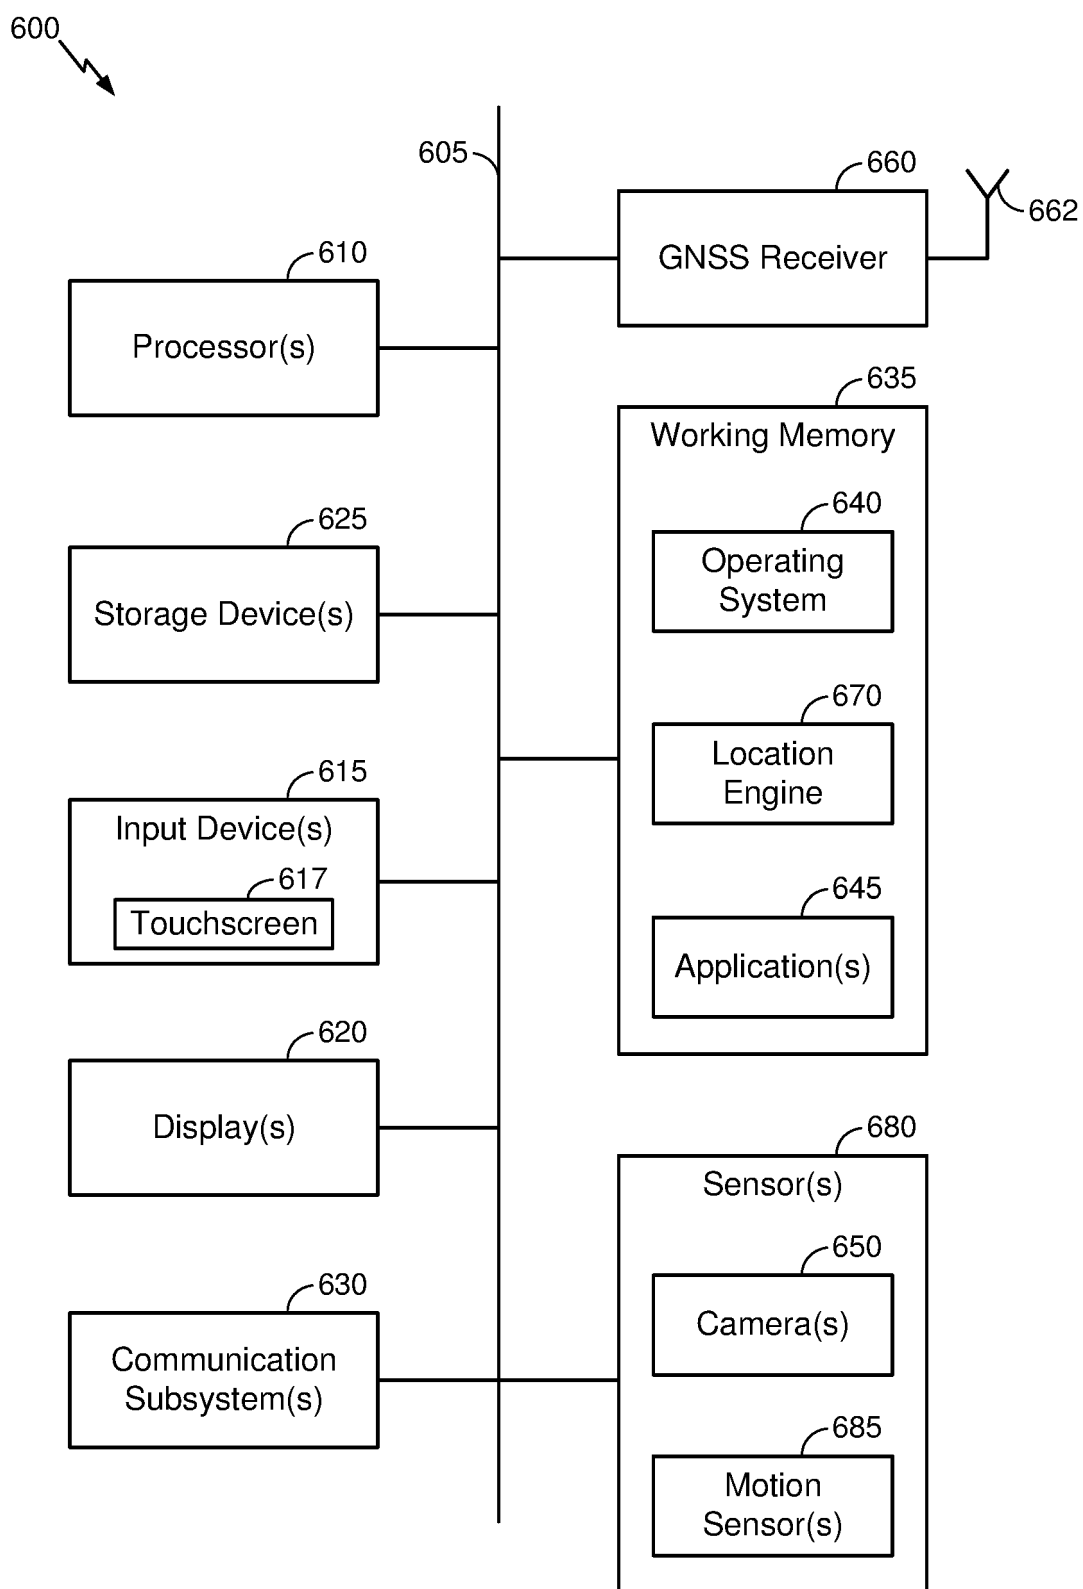 600
605
660
662
GNSS Receiver
610
Processor(s)
635
Working Memory
640
Operating
System
625
Storage Device(s)
670
Location
Engine
615
Input Device(s)
617
Touchscreen
645
Application(s)
620
Display(s)
680
Sensor(s)
650
Camera(s)
630
Communication
Subsystem(s)
685
Motion
Sensor(s)